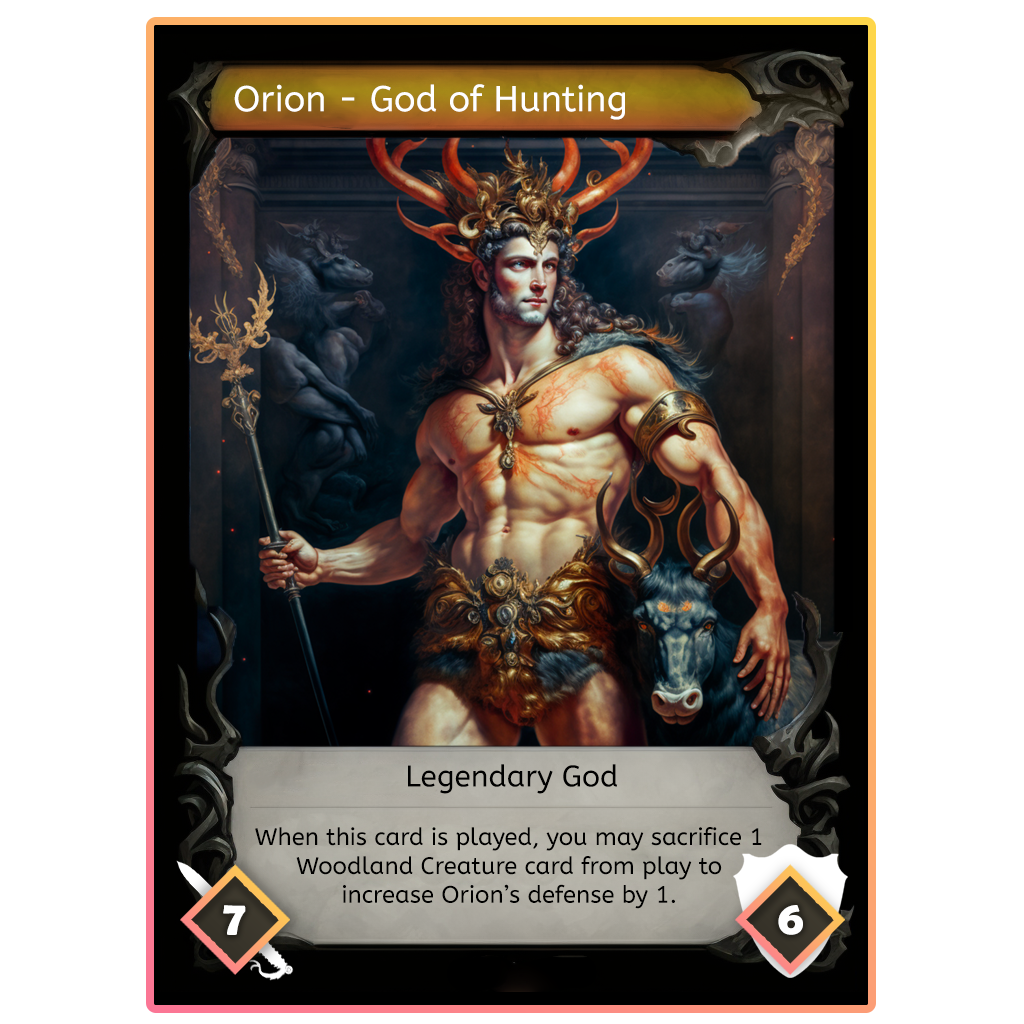 Orion - God of Hunting
Legendary God
When this card is played, you may sacrifice 1
Woodland Creature card from play to
increase Orion’s defense by 1.
7
6